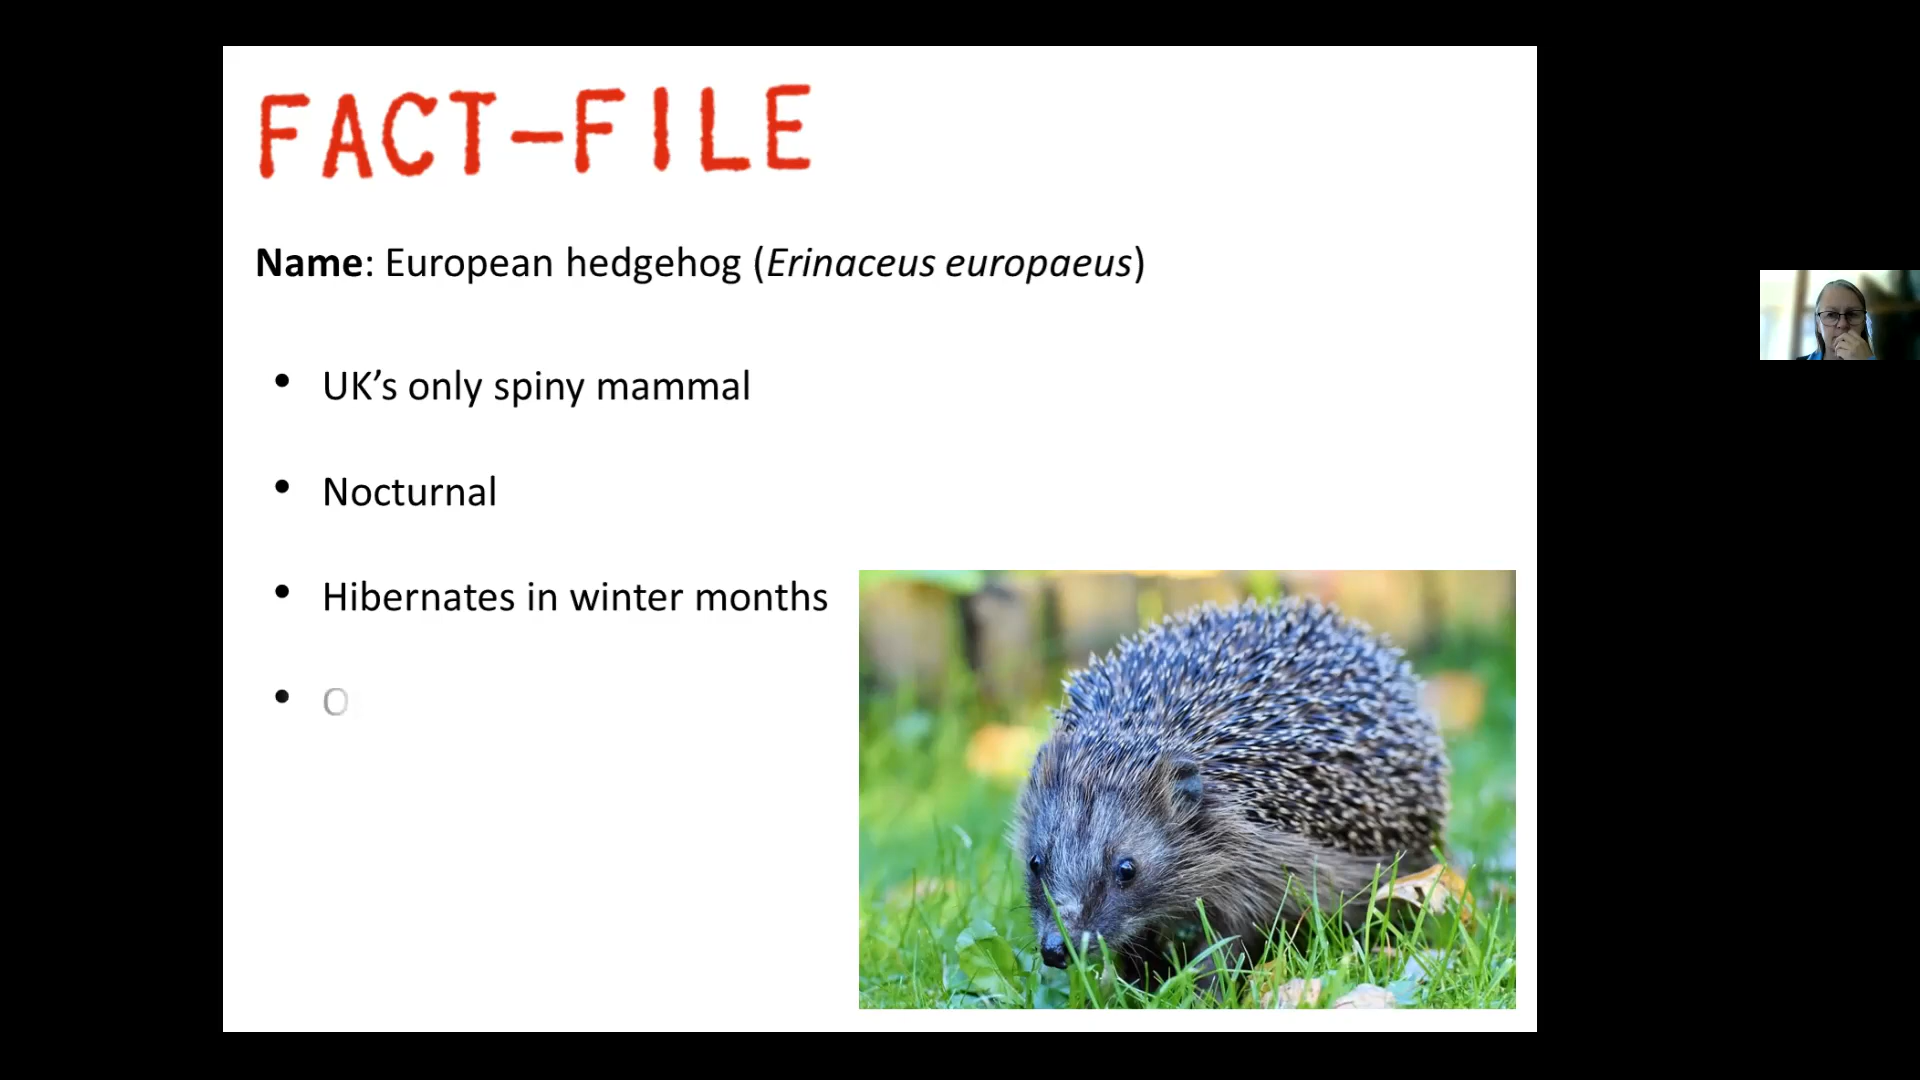 FACT-FILE
Name: European hedgehog (Erinaceus europaeus)
• UK’s only spiny mammal
• Nocturnal
• Hibernates in winter months
• O